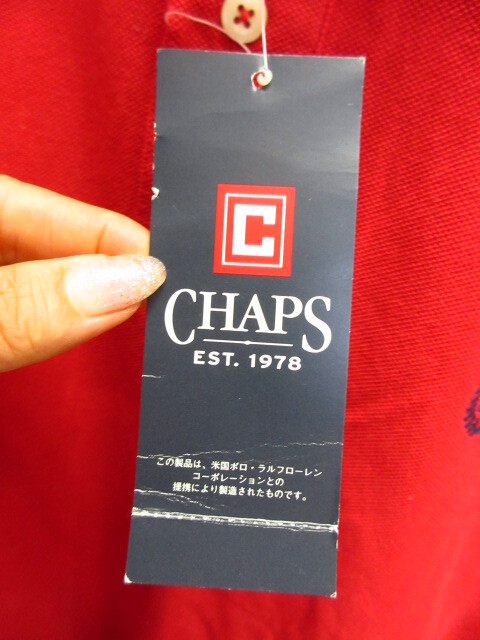 C
CHAPS
EST. 1978
この製品は、米国ポロ・ラルフローレン
コーポレーションとの
提携により製造されたものです。